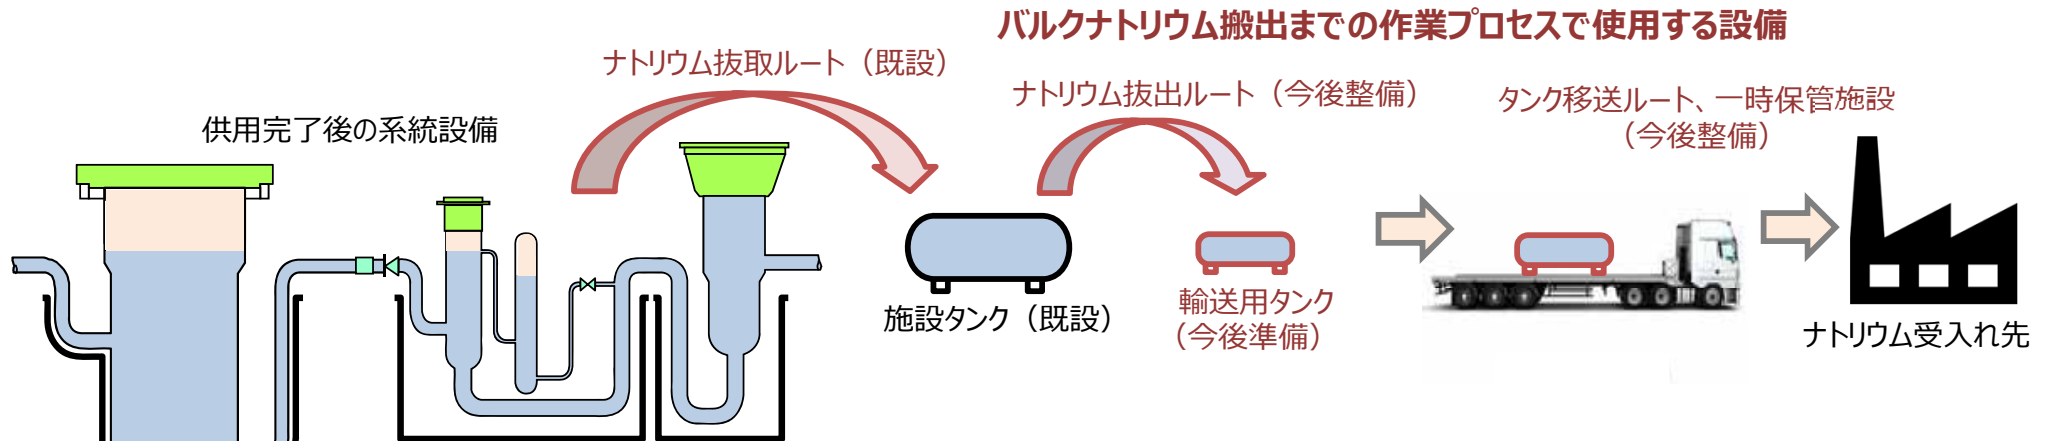 バルクナトリウム搬出までの作業プロセスで使用する設備
ナトリウム抜取ルート（既設）
ナトリウム抜出ルート（今後整備）
タンク移送ルート、一時保管施設
（今後整備）
供用完了後の系統設備
施設タンク（既設）
輸送用タンク
（今後準備）
ナトリウム受入れ先